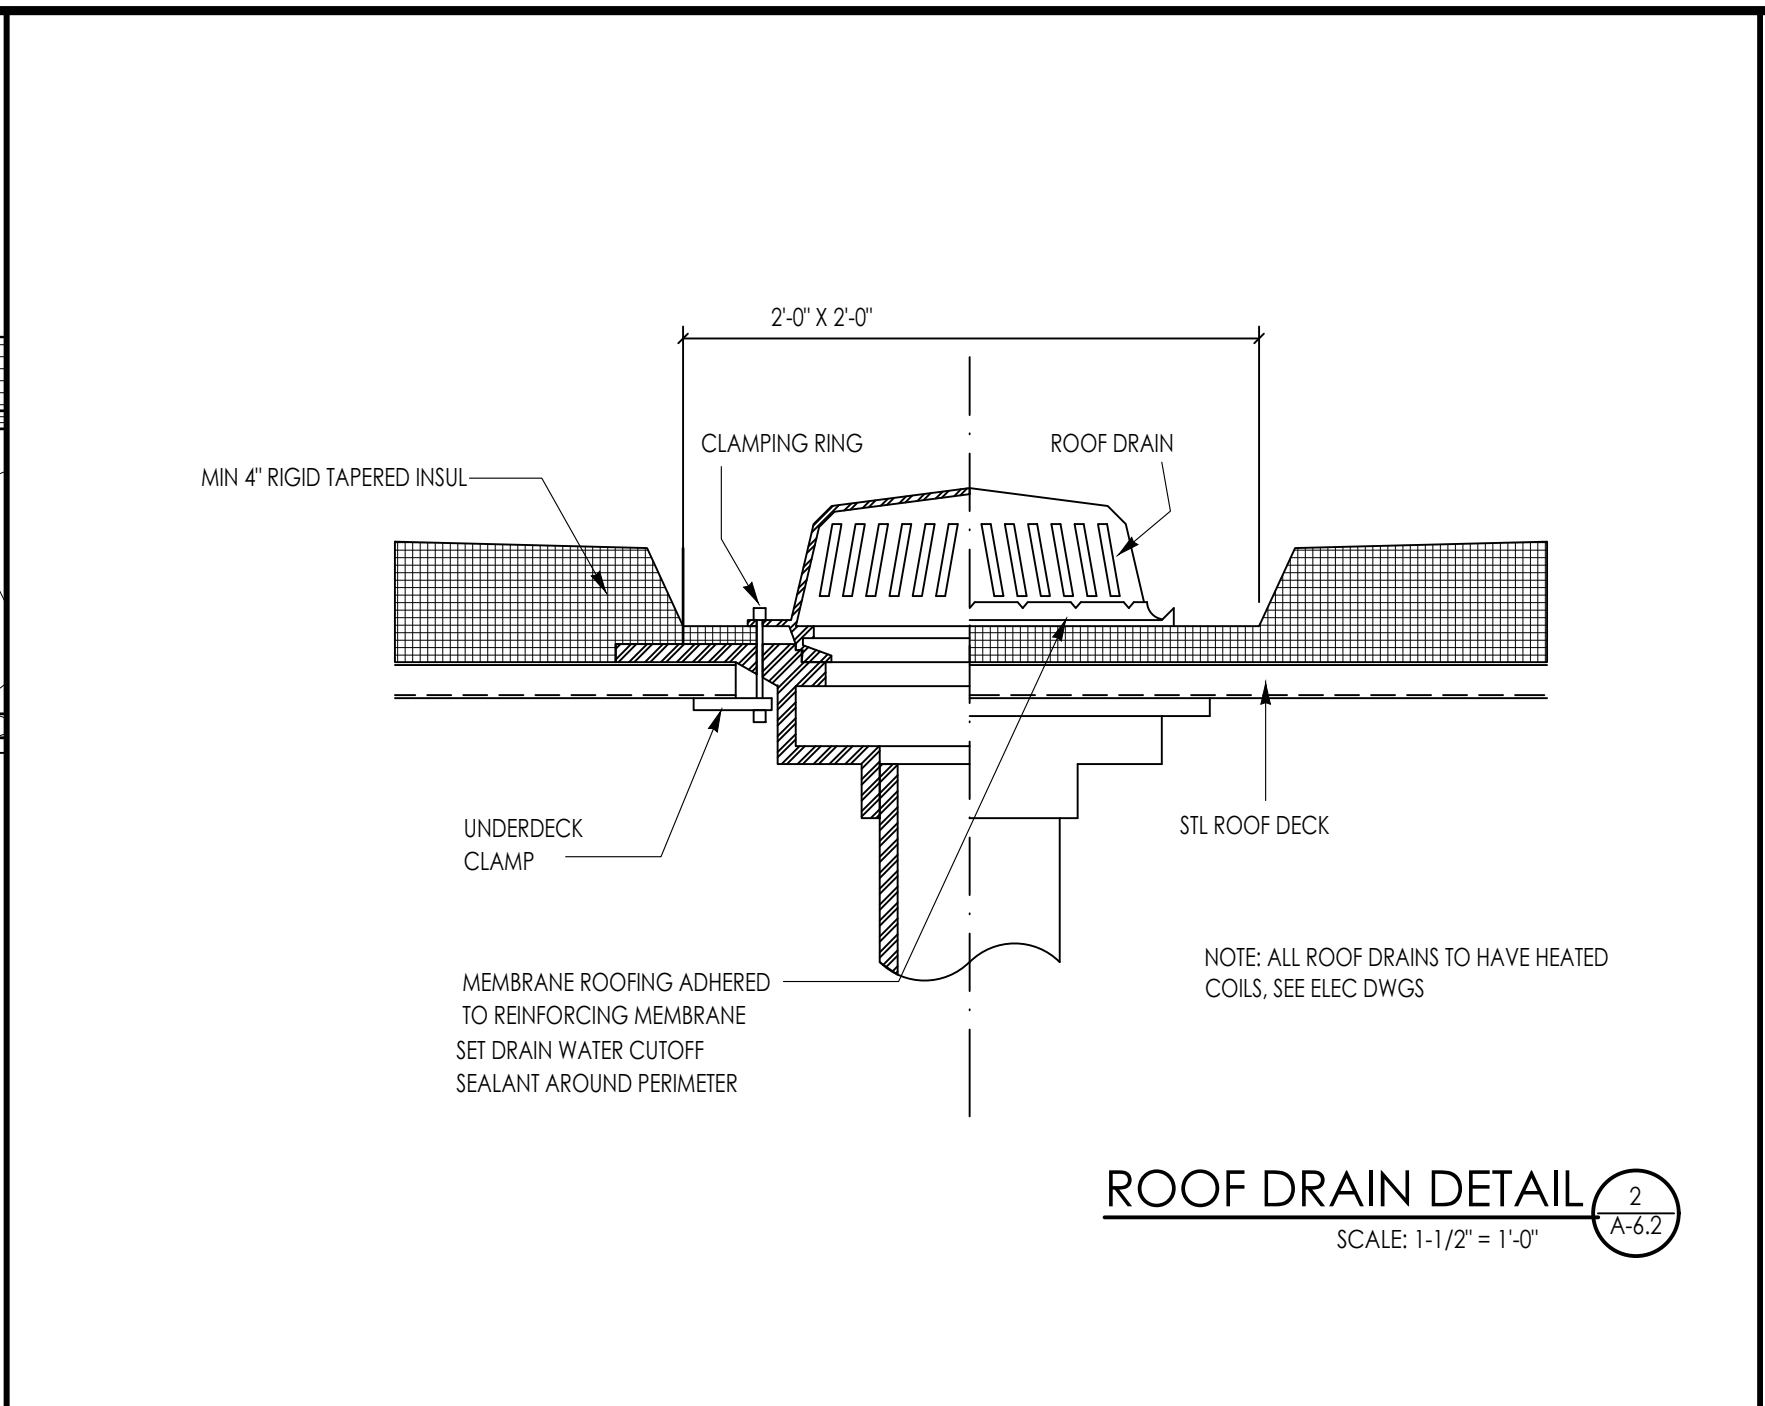 2'-0" X 2'-0"
CLAMPING RING
ROOF DRAIN
MIN 4" RIGID TAPERED INSUL
UNDERDECK
CLAMP
STL ROOF DECK
MEMBRANE ROOFING ADHERED
TO REINFORCING MEMBRANE
SET DRAIN WATER CUTOFF
SEALANT AROUND PERIMETER
NOTE: ALL ROOF DRAINS TO HAVE HEATED
COILS, SEE ELEC DWGS
ROOF DRAIN DETAIL
2
A-6.2
SCALE: 1-1/2" = 1'-0"